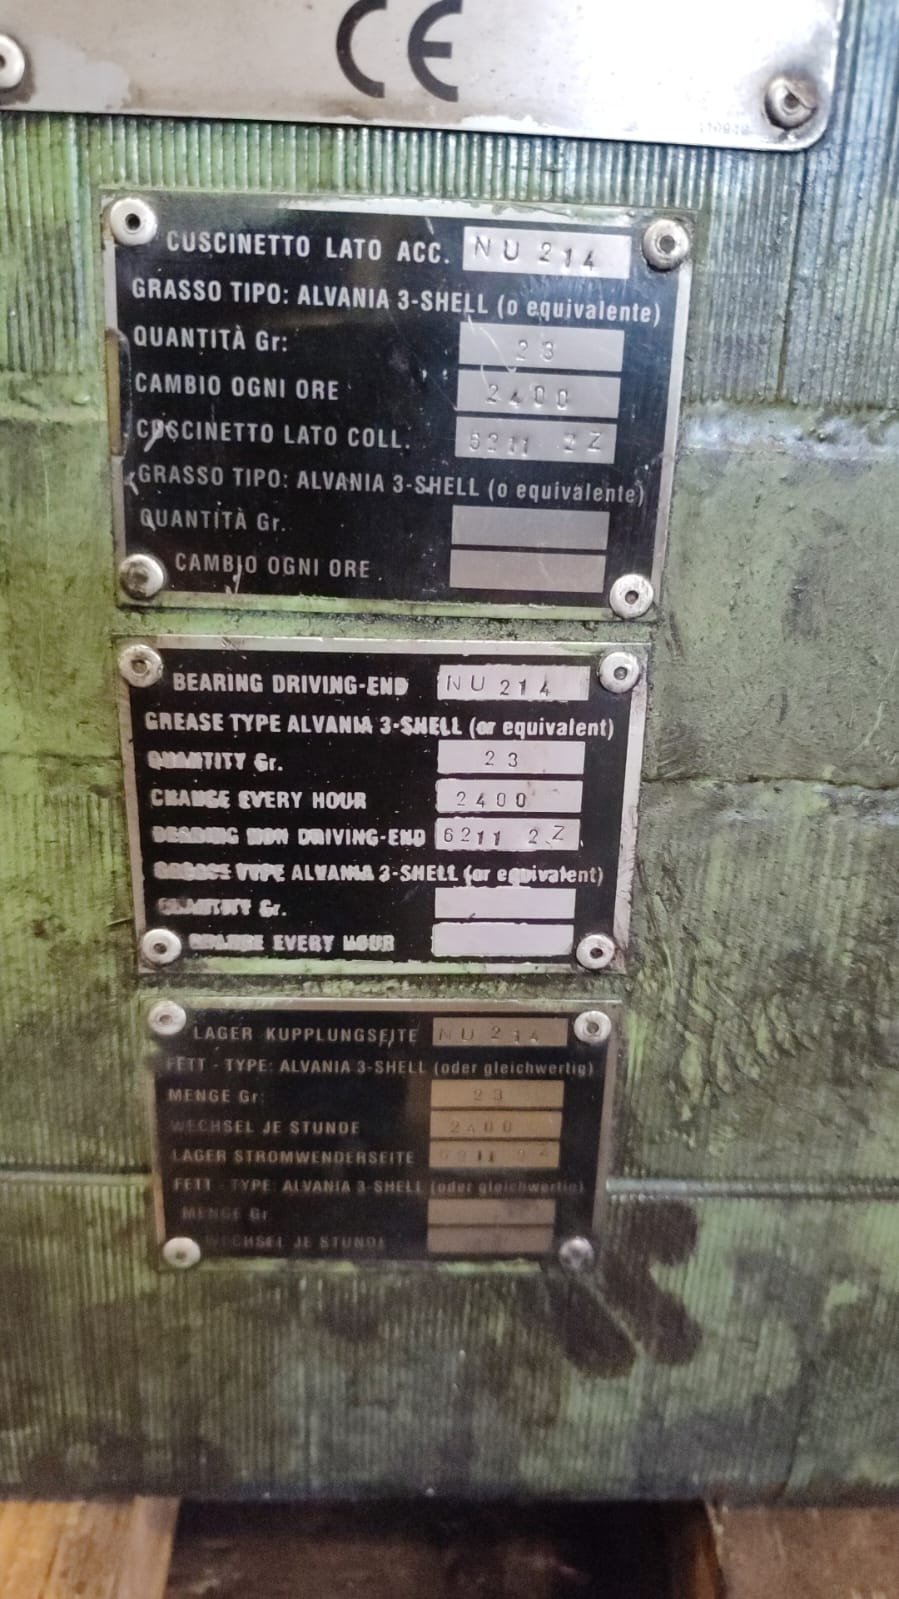 CE
CUSCINETTO LATO ACC. NU 214
GRASSO TIPO: ALVANIA 3-SHELL (o equivalente)
QUANTITÀ Gr: 23
CAMBIO OGNI ORE 2400
CUSCINETTO LATO COLL. 6211 2Z
GRASSO TIPO: ALVANIA 3-SHELL (o equivalente)
QUANTITÀ Gr.
CAMBIO OGNI ORE
BEARING DRIVING-END NU 214
GREASE TYPE ALVANIA 3-SHELL (or equivalent)
QUANTITY Gr. 23
CHANGE EVERY HOUR 2400
BEARING NON DRIVING-END 6211 2Z
GREASE TYPE ALVANIA 3-SHELL (or equivalent)
QUANTITY Gr.
CHANGE EVERY HOUR
LAGER KUPPLUNGSEITE NU 214
FETT - TYPE: ALVANIA 3-SHELL (oder gleichwertig)
MENGE Gr: 23
WECHSEL JE STUNDE 2400
LAGER STROMWENDERSEITE 6211 2Z
FETT - TYPE: ALVANIA 3-SHELL (oder gleichwertig)
MENGE Gr
WECHSEL JE STUNDE